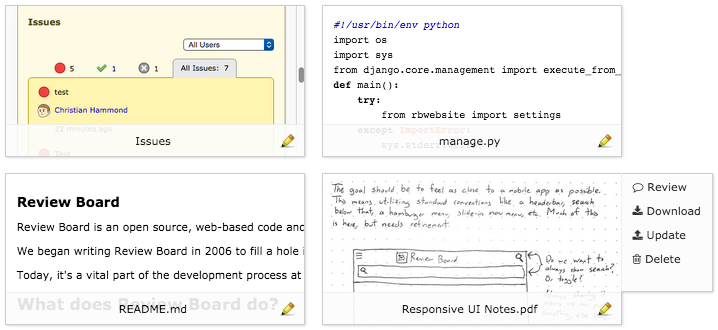 Issues
All Users
5 1 1 All Issues: 7
test
Christian Hammond
22 minutes ago
Test
Issues
#!/usr/bin/env python
import os
import sys
from django.core.management import execute_from_
def main():
try:
from rbwebsite import settings
except ImportError:
sys.stderr
manage.py
Review Board
Review Board is an open source, web-based code and
We began writing Review Board in 2006 to fill a hole i
Today, it's a vital part of the development process at
What does Review Board do?
README.md
The goal should be to feel as close to a mobile app as possible.
This means utilizing standard conventions like a headerbar, search
below that, a hamburger menu, slide-in nav menu, etc. Much of this
is here, but needs refinement.
Review Board
Do we want to
always show search?
Or toggle?
Responsive UI Notes.pdf
Review
Download
Update
Delete